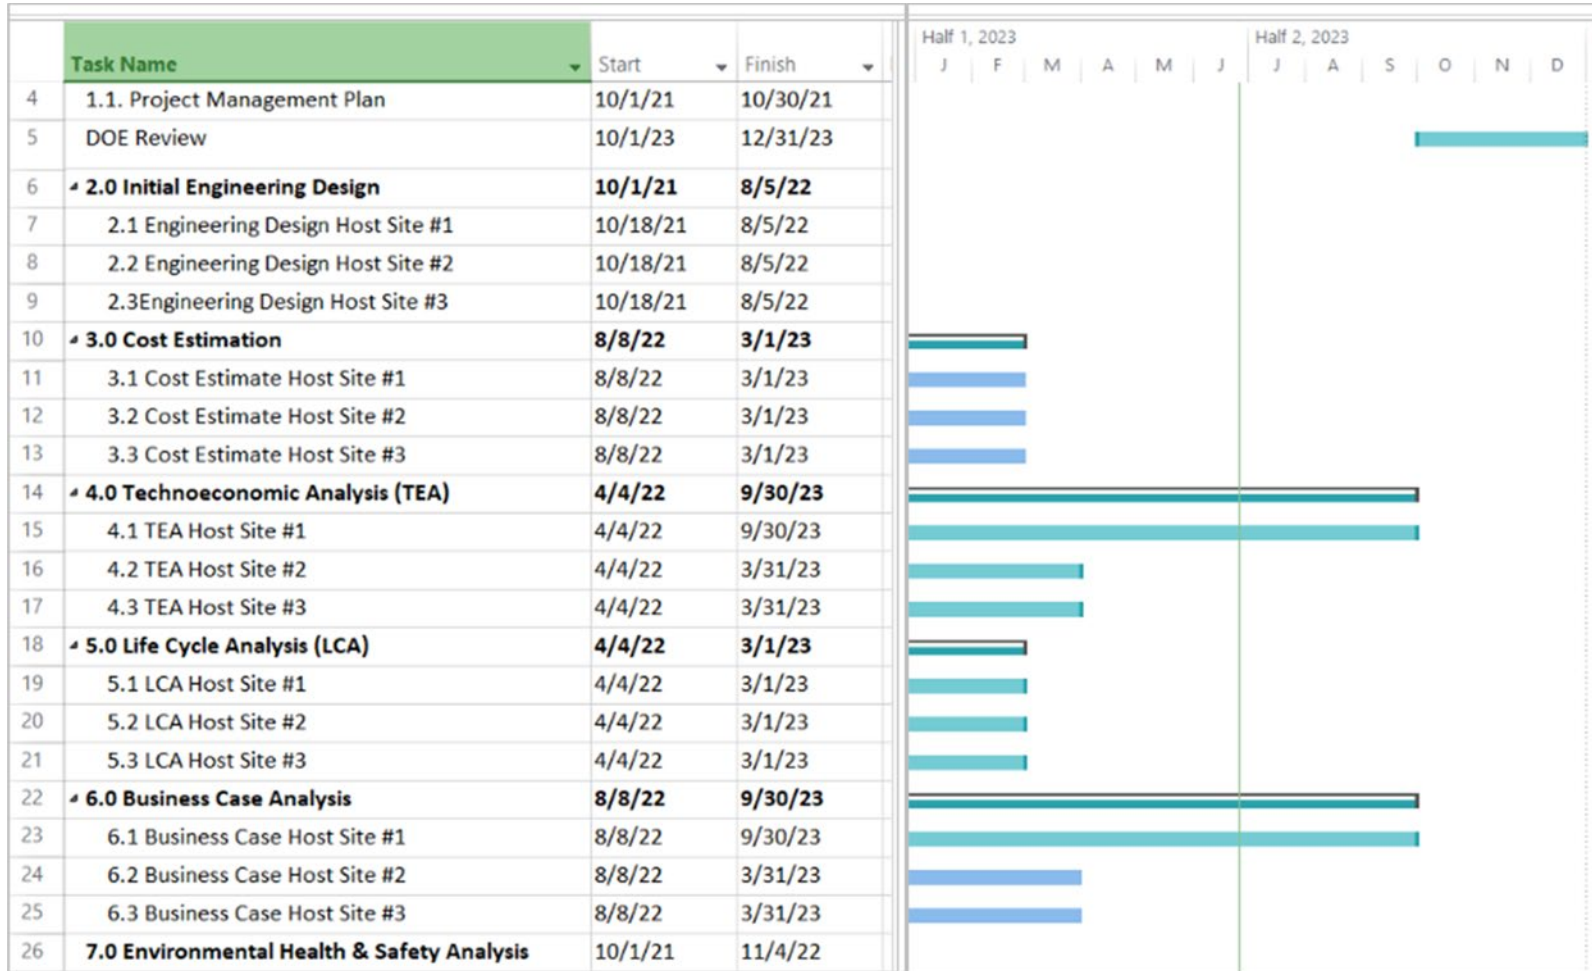 Half 1, 2023 Half 2, 2023
Task Name Start Finish J F M A M J J A S O N D
4 1.1. Project Management Plan 10/1/21 10/30/21
5 DOE Review 10/1/23 12/31/23
6 2.0 Initial Engineering Design 10/1/21 8/5/22
7 2.1 Engineering Design Host Site #1 10/18/21 8/5/22
8 2.2 Engineering Design Host Site #2 10/18/21 8/5/22
9 2.3Engineering Design Host Site #3 10/18/21 8/5/22
10 3.0 Cost Estimation 8/8/22 3/1/23
11 3.1 Cost Estimate Host Site #1 8/8/22 3/1/23
12 3.2 Cost Estimate Host Site #2 8/8/22 3/1/23
13 3.3 Cost Estimate Host Site #3 8/8/22 3/1/23
14 4.0 Technoeconomic Analysis (TEA) 4/4/22 9/30/23
15 4.1 TEA Host Site #1 4/4/22 9/30/23
16 4.2 TEA Host Site #2 4/4/22 3/31/23
17 4.3 TEA Host Site #3 4/4/22 3/31/23
18 5.0 Life Cycle Analysis (LCA) 4/4/22 3/1/23
19 5.1 LCA Host Site #1 4/4/22 3/1/23
20 5.2 LCA Host Site #2 4/4/22 3/1/23
21 5.3 LCA Host Site #3 4/4/22 3/1/23
22 6.0 Business Case Analysis 8/8/22 9/30/23
23 6.1 Business Case Host Site #1 8/8/22 9/30/23
24 6.2 Business Case Host Site #2 8/8/22 3/31/23
25 6.3 Business Case Host Site #3 8/8/22 3/31/23
26 7.0 Environmental Health & Safety Analysis 10/1/21 11/4/22